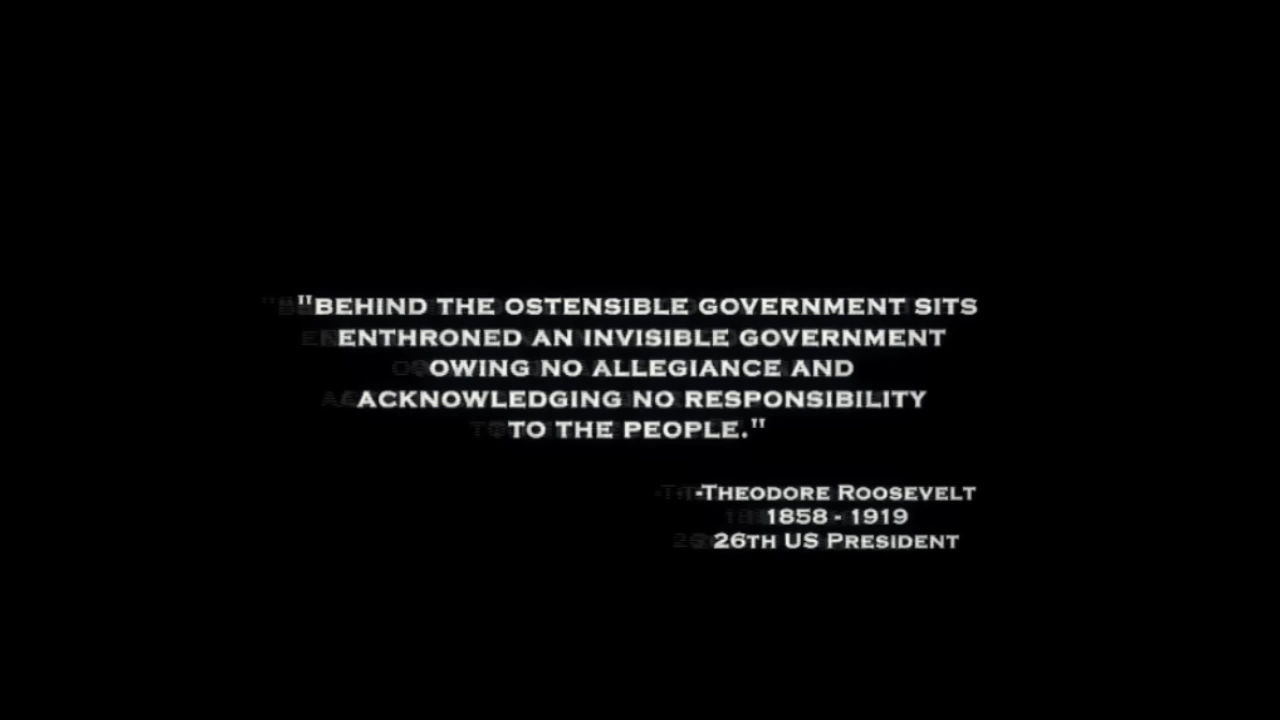 "BEHIND THE OSTENSIBLE GOVERNMENT SITS
ENTHRONED AN INVISIBLE GOVERNMENT
OWING NO ALLEGIANCE AND
ACKNOWLEDGING NO RESPONSIBILITY
TO THE PEOPLE."
-THEODORE ROOSEVELT
1858 - 1919
26TH US PRESIDENT